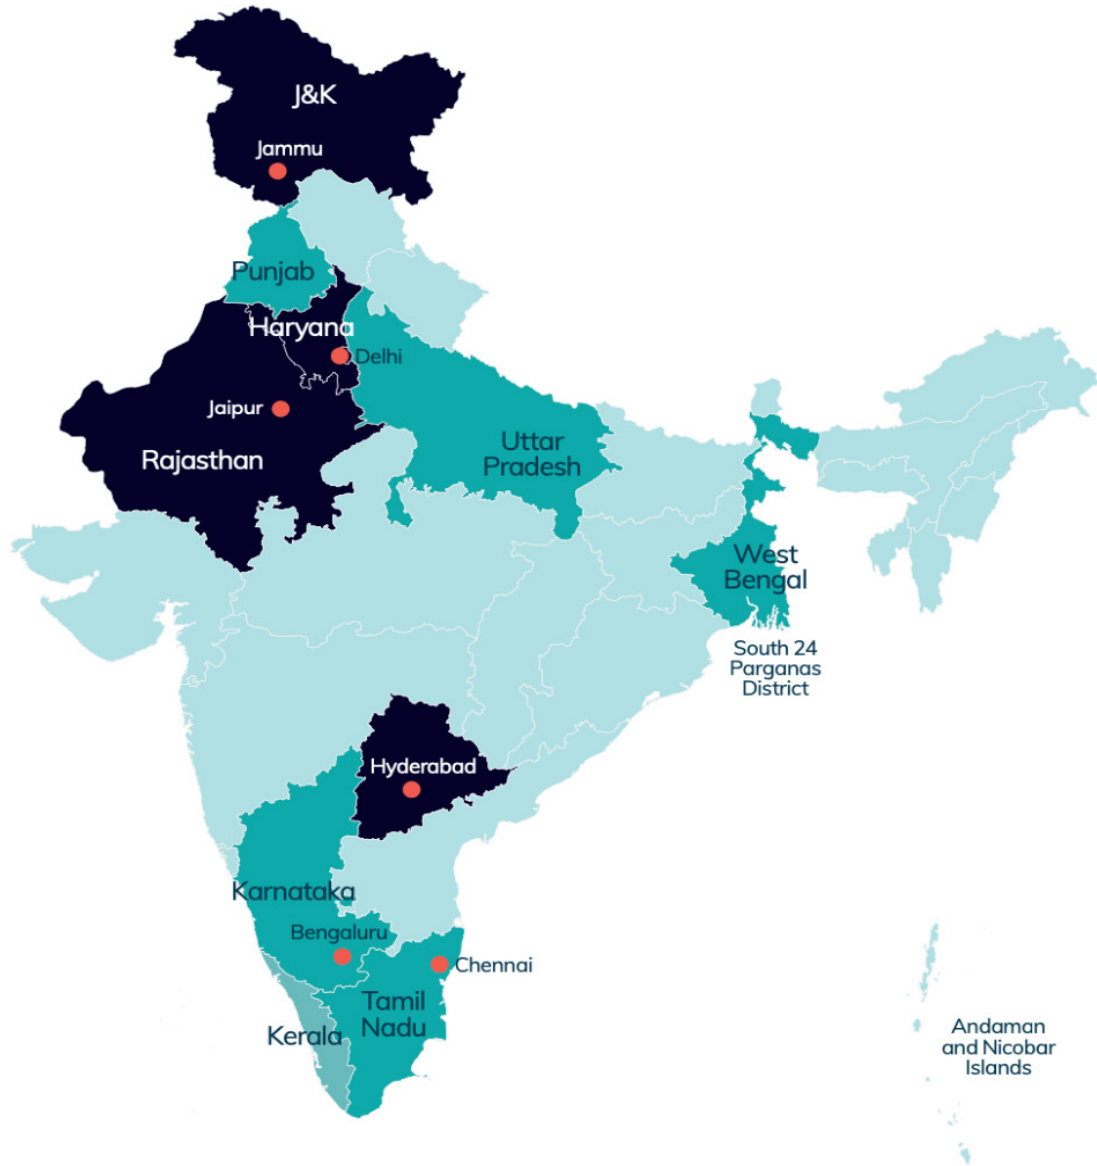 J&K
Jammu
Punjab
Haryana
Delhi
Jaipur
Rajasthan
Uttar
Pradesh
West
Bengal
South 24
Parganas
District
Hyderabad
Karnataka
Bengaluru
Chennai
Tamil
Nadu
Kerala
Andaman
and Nicobar
Islands